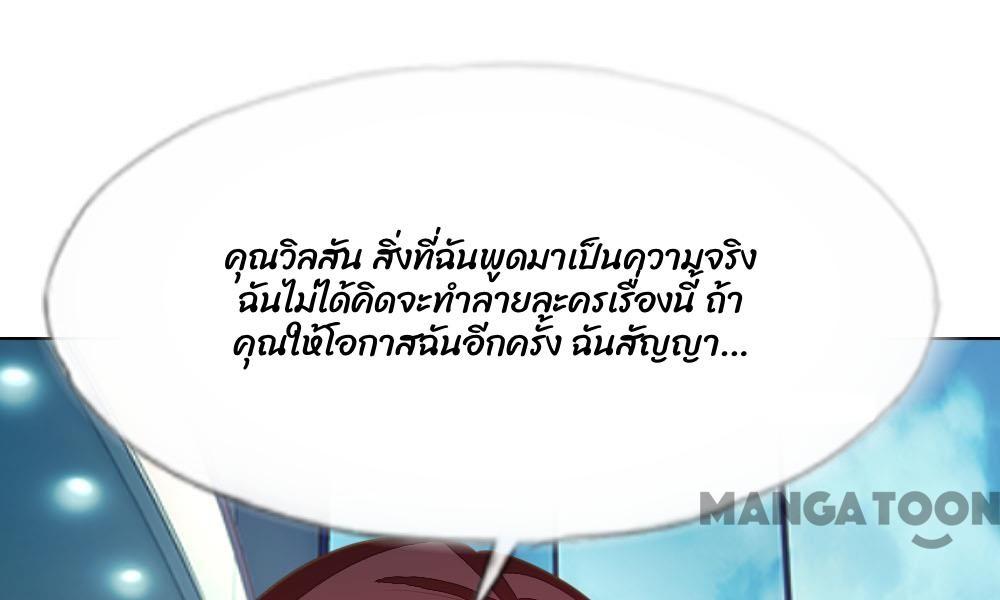 คุณวิลสัน สิ่งที่ฉันพูดมาเป็นความจริง
ฉันไม่ได้คิดจะทำลายละครเรื่องนี้ ถ้า
คุณให้โอกาสฉันอีกครั้ง ฉันสัญญา...
MANGATOON